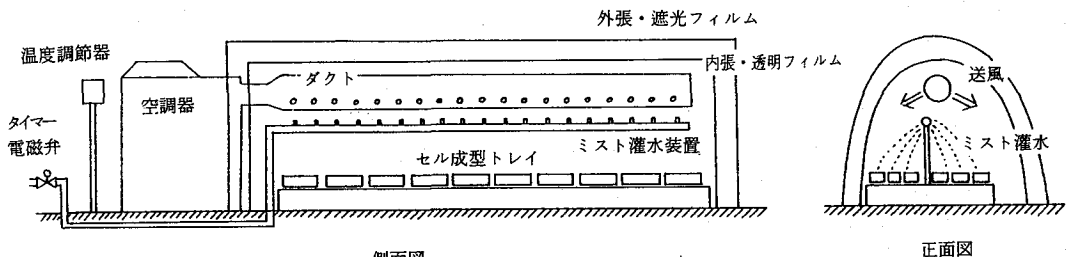 外張・遮光フィルム
温度調節器
内張・透明フィルム
ダクト
送風
空調器
タイマー
電磁弁
ミスト灌水装置
ミスト灌水
セル成型トレイ
側面図
正面図